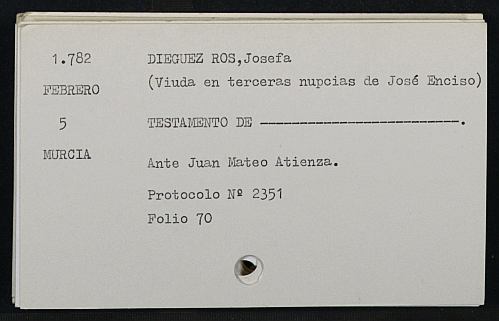 1.782
FEBRERO
5
MURCIA
DIEGUEZ ROS,Josefa
(Viuda en terceras nupcias de José Enciso)
TESTAMENTO DE -------------------------.
Ante Juan Mateo Atienza.
Protocolo Nº 2351
Folio 70